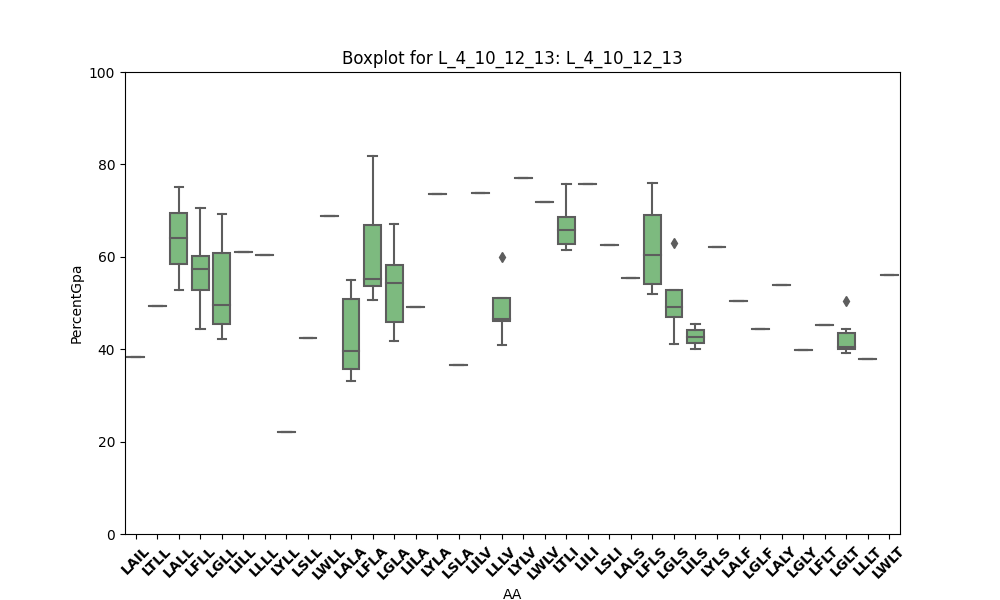 Boxplot for L_4_10_12_13: L_4_10_12_13
100
80
60
40
20
0
PercentGpa
LAIL LTLL LALL LFLL LGLL LILL LLLL LYLL LSLL LWLL LALA LFLA LGLA LILA LYLA LSLA LILV LLLV LYLV LWLV LTLI LILI LSLI LALS LFLS LGLS LILS LYLS LALF LGLF LALY LGLY LFLT LGLT LLLT LWLT
AA